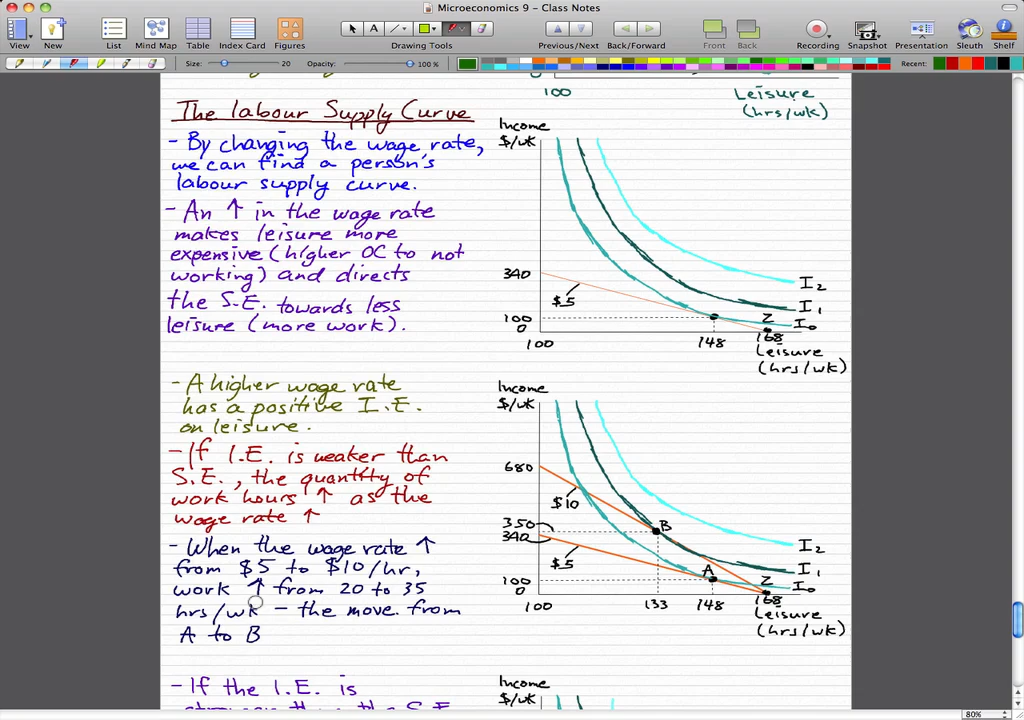 Microeconomics 9 – Class Notes
View
New
List
Mind Map
Table
Index Card
Figures
Drawing Tools
Previous/Next
Back/Forward
Front
Back
Recording
Snapshot
Presentation
Sleuth
Shelf
Size:
20
Opacity:
100 %
Recent:
0
100
Leisure
(hrs/wk)
The Labour Supply Curve
- By changing the wage rate,
we can find a person's
labour supply curve.
- An ↑ in the wage rate
makes leisure more
expensive (higher OC to not
working) and directs
the S.E. towards less
leisure (more work).
Income
$/wk
340
$5
100
0
100
148
Z
168
I2
I1
I0
Leisure
(hrs/wk)
- A higher wage rate
has a positive I.E.
on leisure.
- If I.E. is weaker than
S.E., the quantity of
work hours ↑ as the
wage rate ↑
- When the wage rate ↑
from $5 to $10/hr,
work ↑ from 20 to 35
hrs/wk – the move from
A to B
Income
$/wk
680
$10
350
340
$5
100
0
100
B
A
Z
133
148
168
I2
I1
I0
Leisure
(hrs/wk)
- If the I.E. is
Income
$/wk
80%